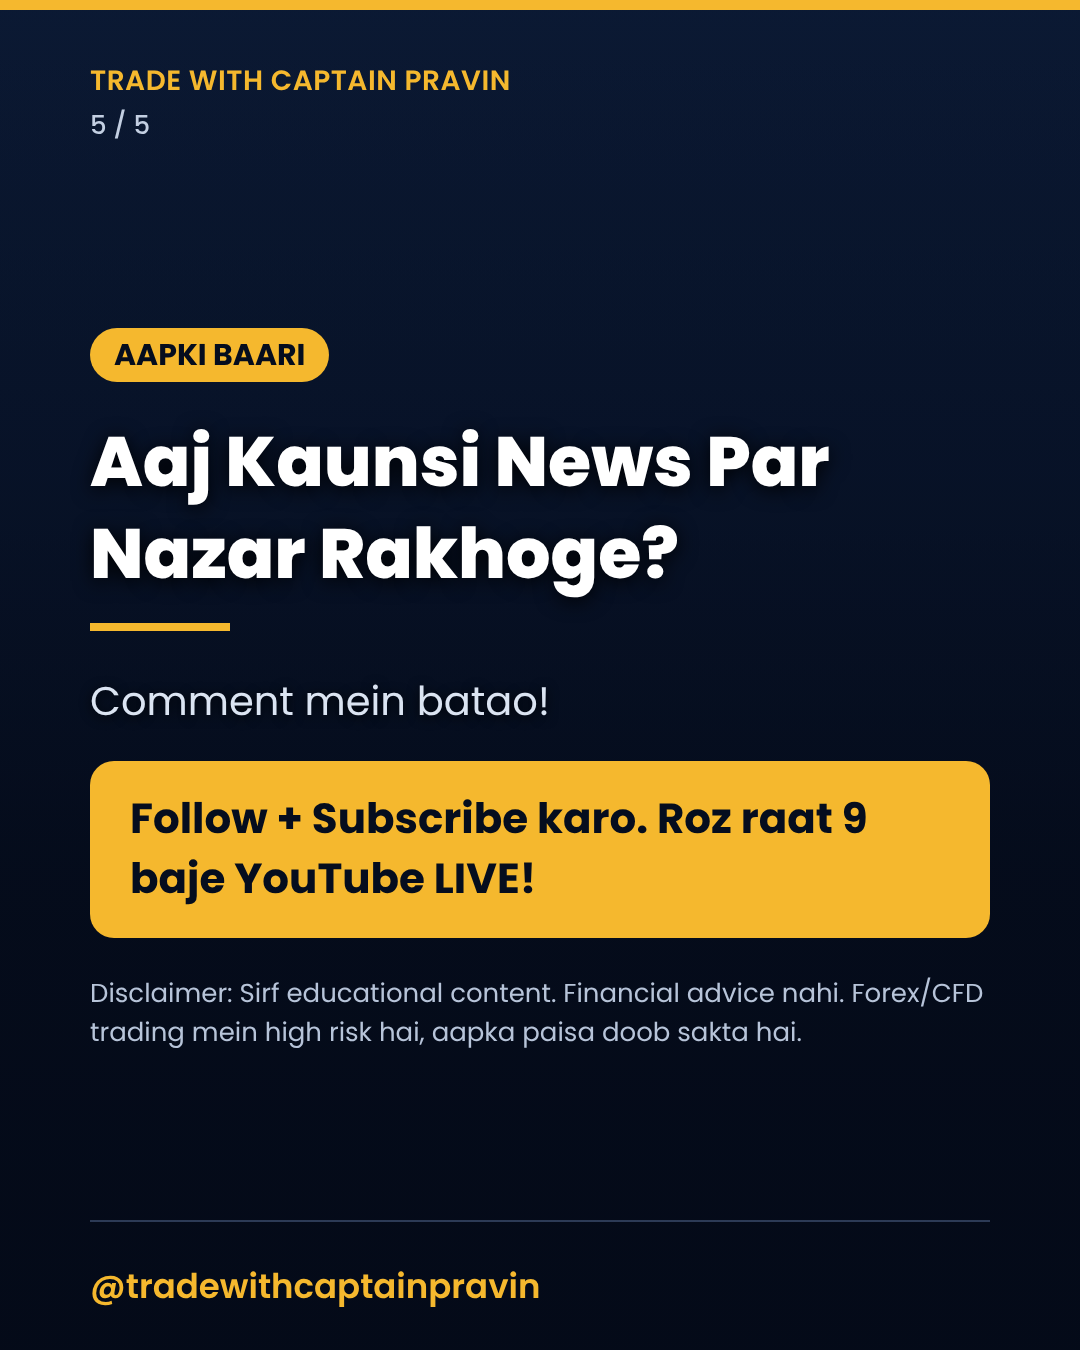 TRADE WITH CAPTAIN PRAVIN
5 / 5
AAPKI BAARI
Aaj Kaunsi News Par
Nazar Rakhoge?
Comment mein batao!
Follow + Subscribe karo. Roz raat 9
baje YouTube LIVE!
Disclaimer: Sirf educational content. Financial advice nahi. Forex/CFD
trading mein high risk hai, aapka paisa doob sakta hai.
@tradewithcaptainpravin